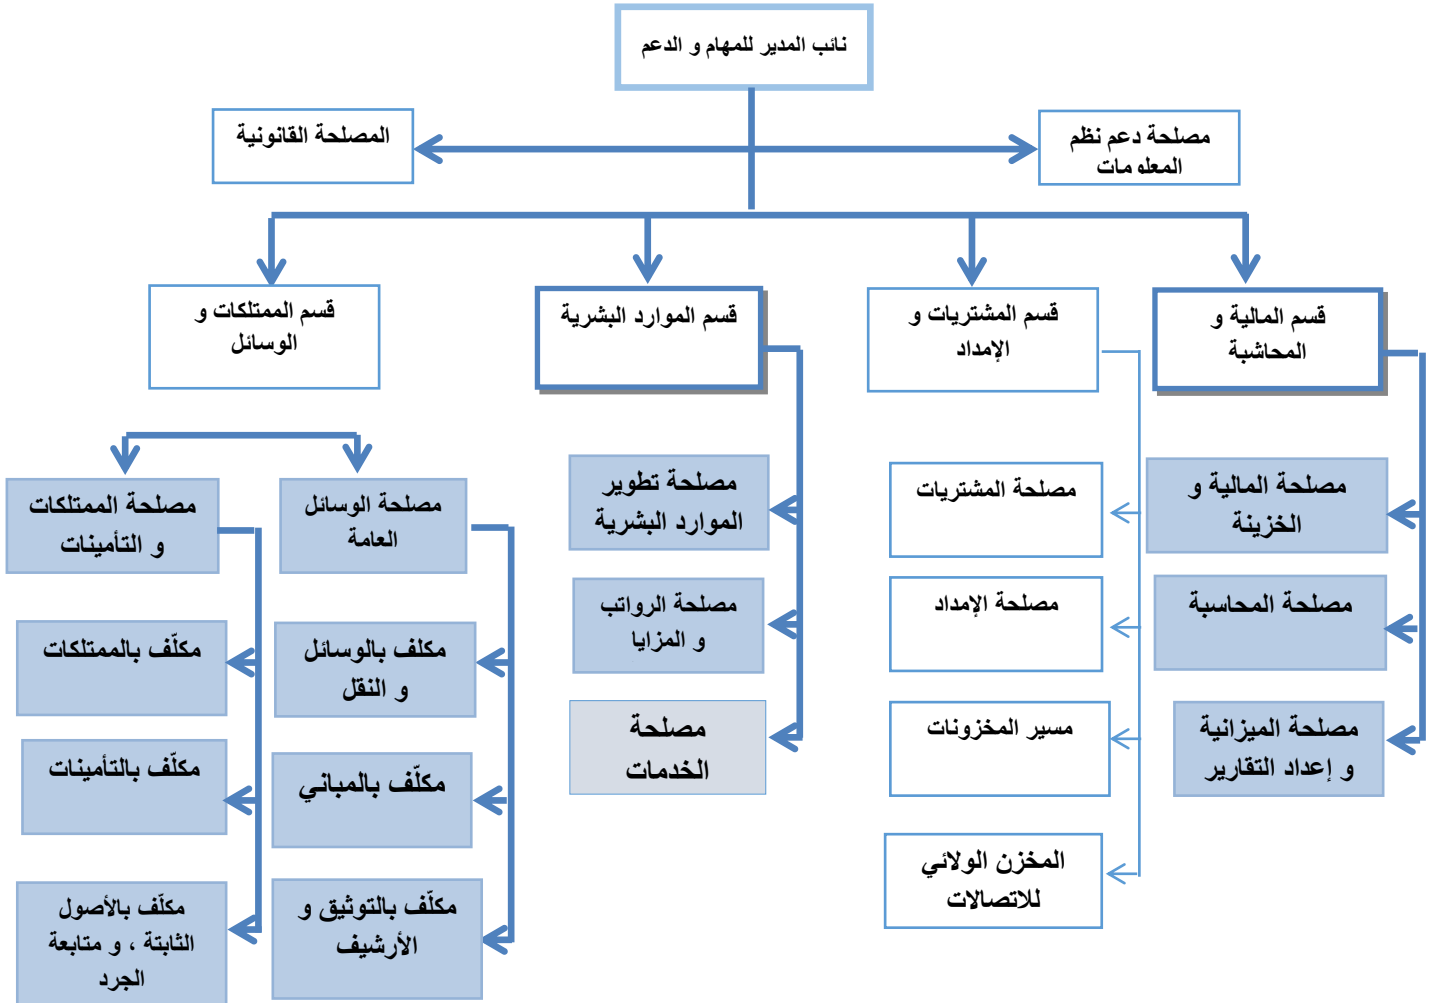 نائب المدير للمهام و الدعم
مصلحة دعم نظم
المعلومات
المصلحة القانونية
قسم المالية و
المحاشبة
قسم المشتريات و
الإمداد
قسم الموارد البشرية
قسم الممتلكات و
الوسائل
مصلحة المالية و
الخزينة
مصلحة المحاسبة
مصلحة الميزانية
و إعداد التقارير
مصلحة المشتريات
مصلحة الإمداد
مسير المخزونات
المخزن الولائي
للاتصالات
مصلحة تطوير
الموارد البشرية
مصلحة الرواتب
و المزايا
مصلحة
الخدمات
مصلحة الوسائل
العامة
مكلف بالوسائل
و النقل
مكلّف بالمباني
مكلّف بالتوثيق و
الأرشيف
مصلحة الممتلكات
و التأمينات
مكلّف بالممتلكات
مكلّف بالتأمينات
مكلّف بالأصول
الثابتة ، و متابعة
الجرد